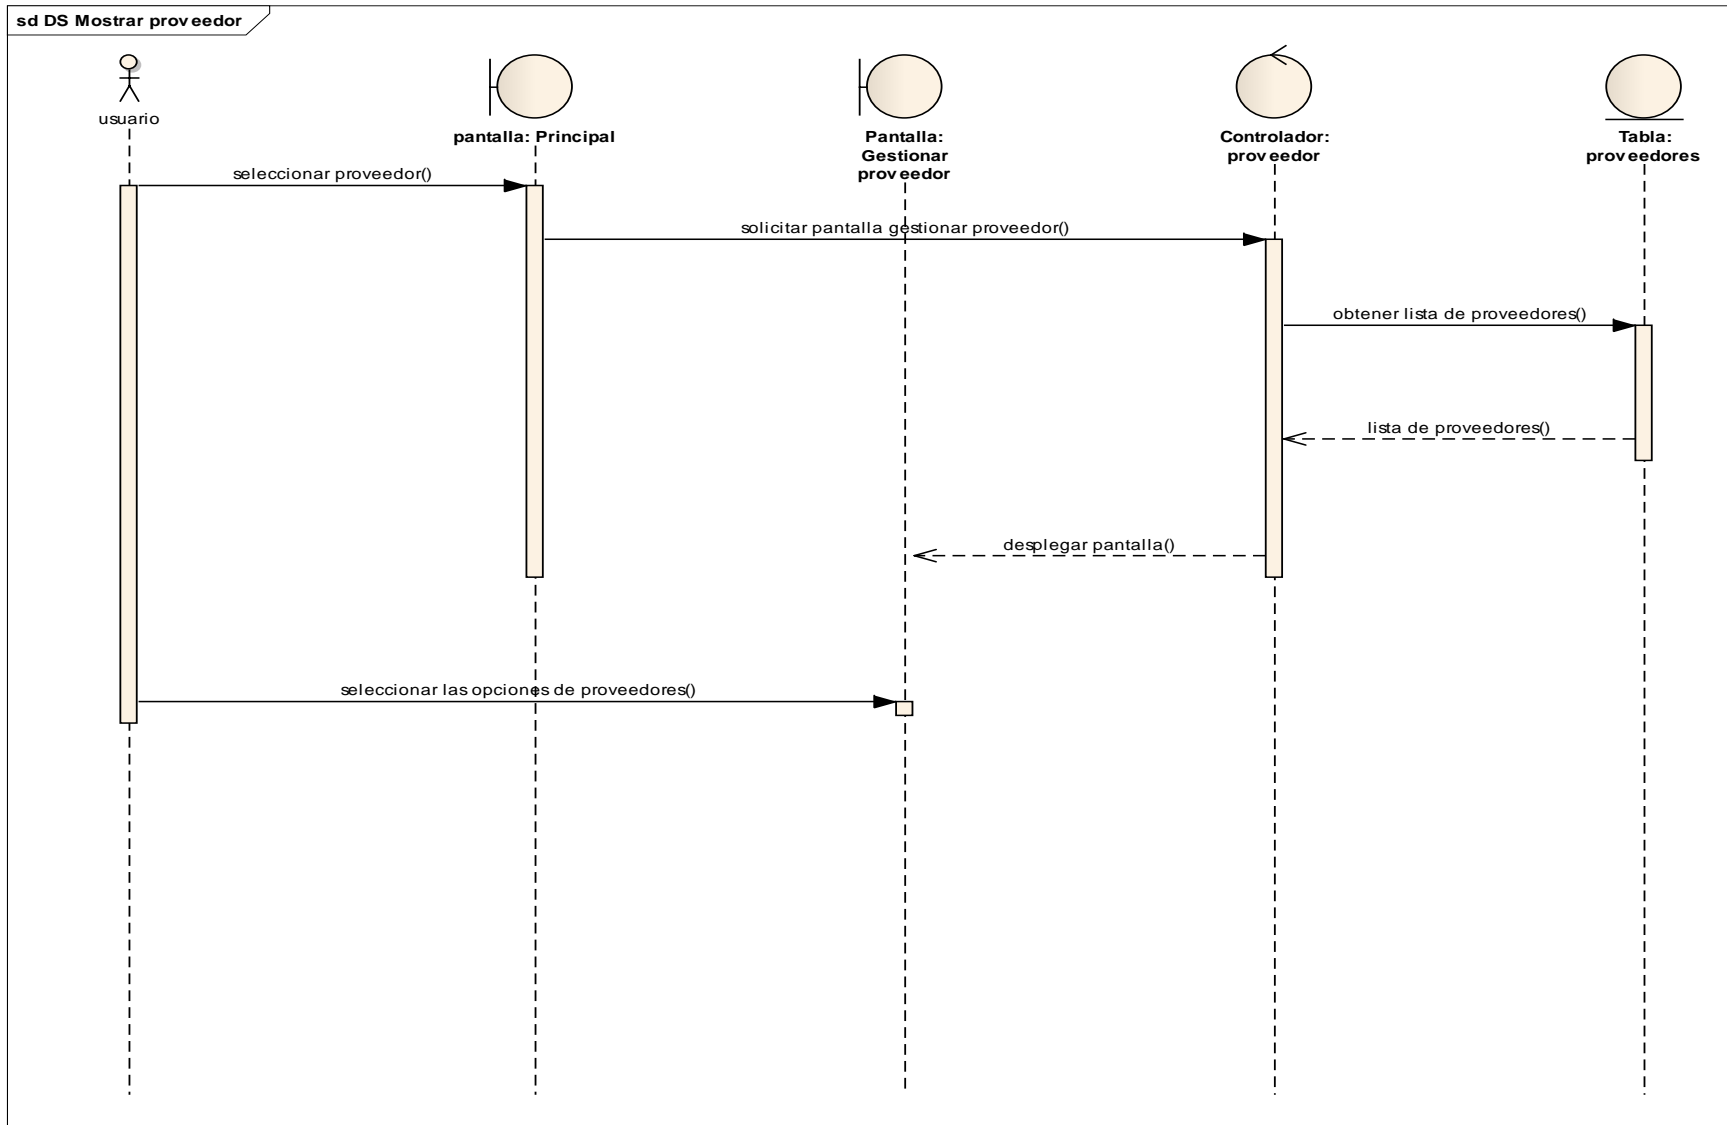 sd DS Mostrar proveedor
usuario
pantalla: Principal
Pantalla:
Gestionar
proveedor
Controlador:
proveedor
Tabla:
proveedores
seleccionar proveedor()
solicitar pantalla gestionar proveedor()
obtener lista de proveedores()
lista de proveedores()
desplegar pantalla()
seleccionar las opciones de proveedores()